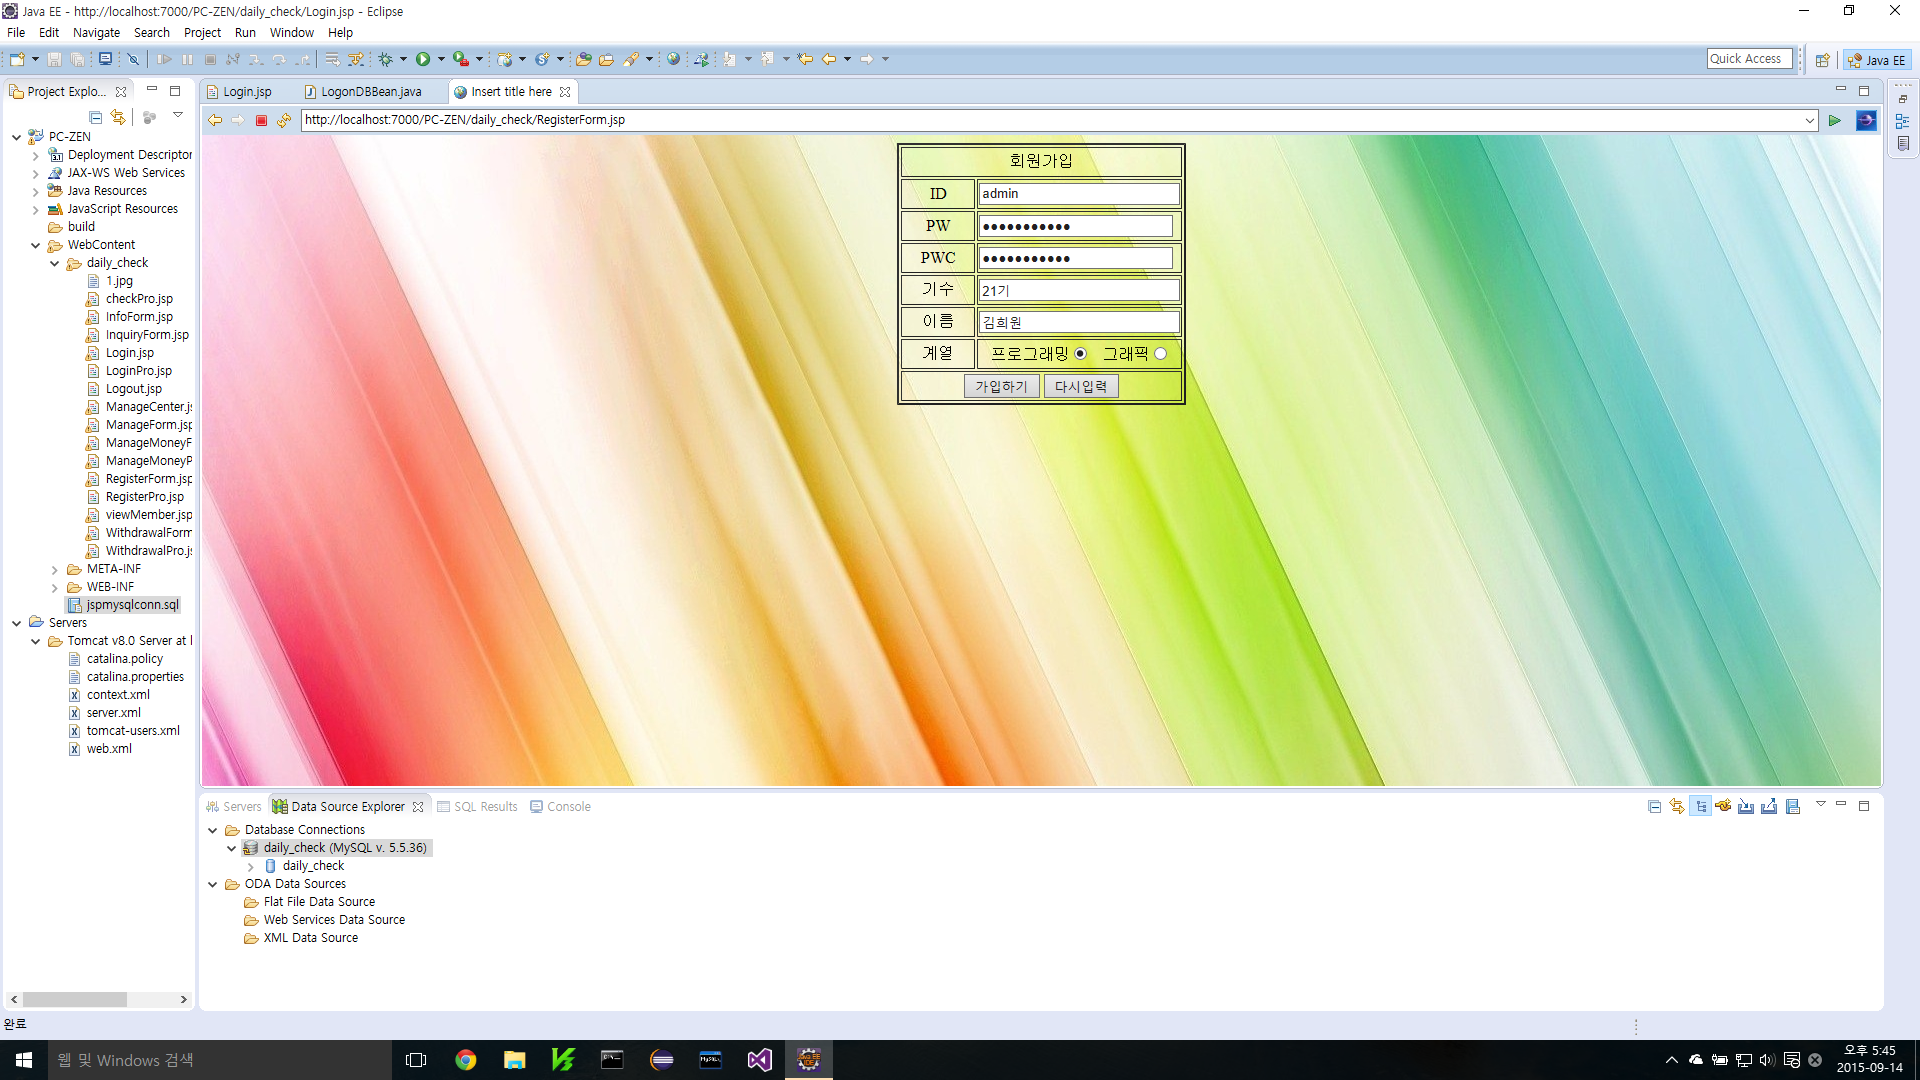 Java EE - http://localhost:7000/PC-ZEN/daily_check/Login.jsp - Eclipse
File Edit Navigate Search Project Run Window Help
Quick Access
Java EE
Project Explo...
Login.jsp
LogonDBBean.java
Insert title here
http://localhost:7000/PC-ZEN/daily_check/RegisterForm.jsp
PC-ZEN
Deployment Descriptor
JAX-WS Web Services
Java Resources
JavaScript Resources
build
WebContent
daily_check
1.jpg
checkPro.jsp
InfoForm.jsp
InquiryForm.jsp
Login.jsp
LoginPro.jsp
Logout.jsp
ManageCenter.js
ManageForm.jsp
ManageMoneyF
ManageMoneyP
RegisterForm.jsp
RegisterPro.jsp
viewMember.jsp
WithdrawalForm
WithdrawalPro.js
META-INF
WEB-INF
jspmysqlconn.sql
Servers
Tomcat v8.0 Server at l
catalina.policy
catalina.properties
context.xml
server.xml
tomcat-users.xml
web.xml
회원가입
ID admin
PW ●●●●●●●●●●●
PWC ●●●●●●●●●●●
기수 21기
이름 김희원
계열 프로그래밍 그래픽
가입하기 다시입력
Servers
Data Source Explorer
SQL Results
Console
Database Connections
daily_check (MySQL v. 5.5.36)
daily_check
ODA Data Sources
Flat File Data Source
Web Services Data Source
XML Data Source
완료
웹 및 Windows 검색
오후 5:45
2015-09-14